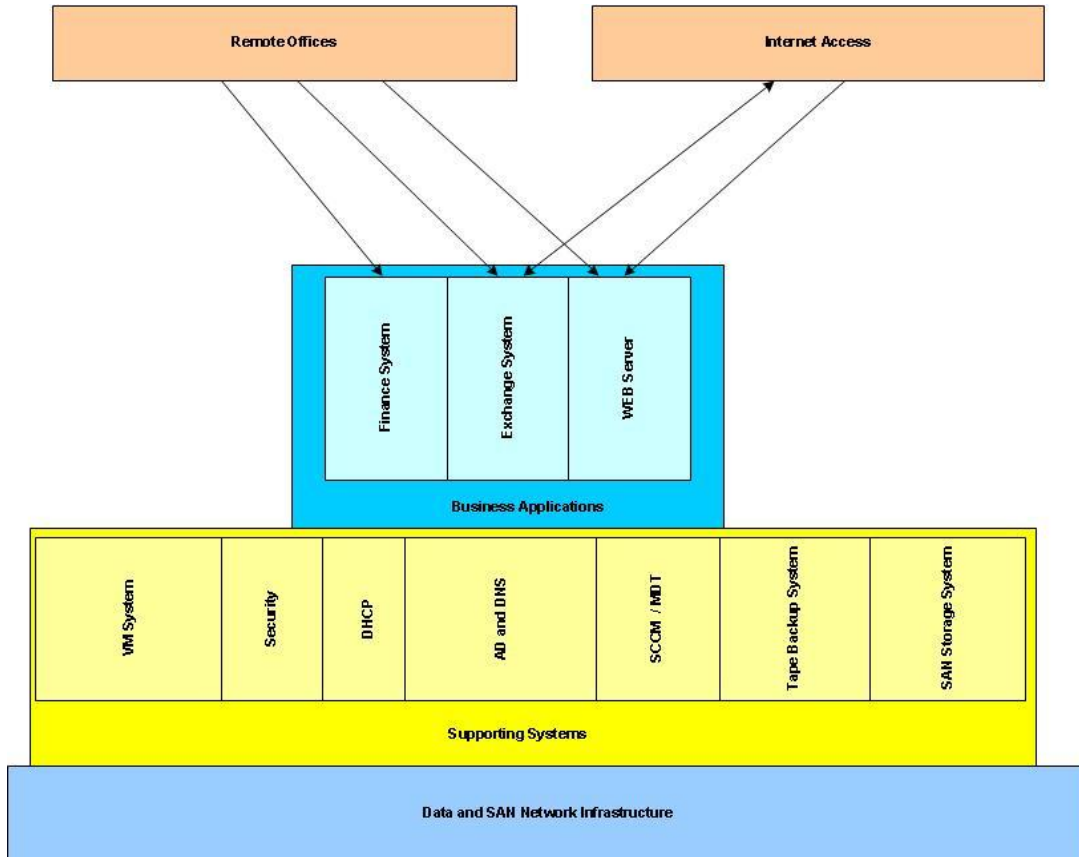 Remote Offices
Internet Access
Finance System
Exchange System
WEB Server
Business Applications
VM System
Security
DHCP
AD and DNS
SCCM / MDT
Tape Backup System
SAN Storage System
Supporting Systems
Data and SAN Network Infrastructure